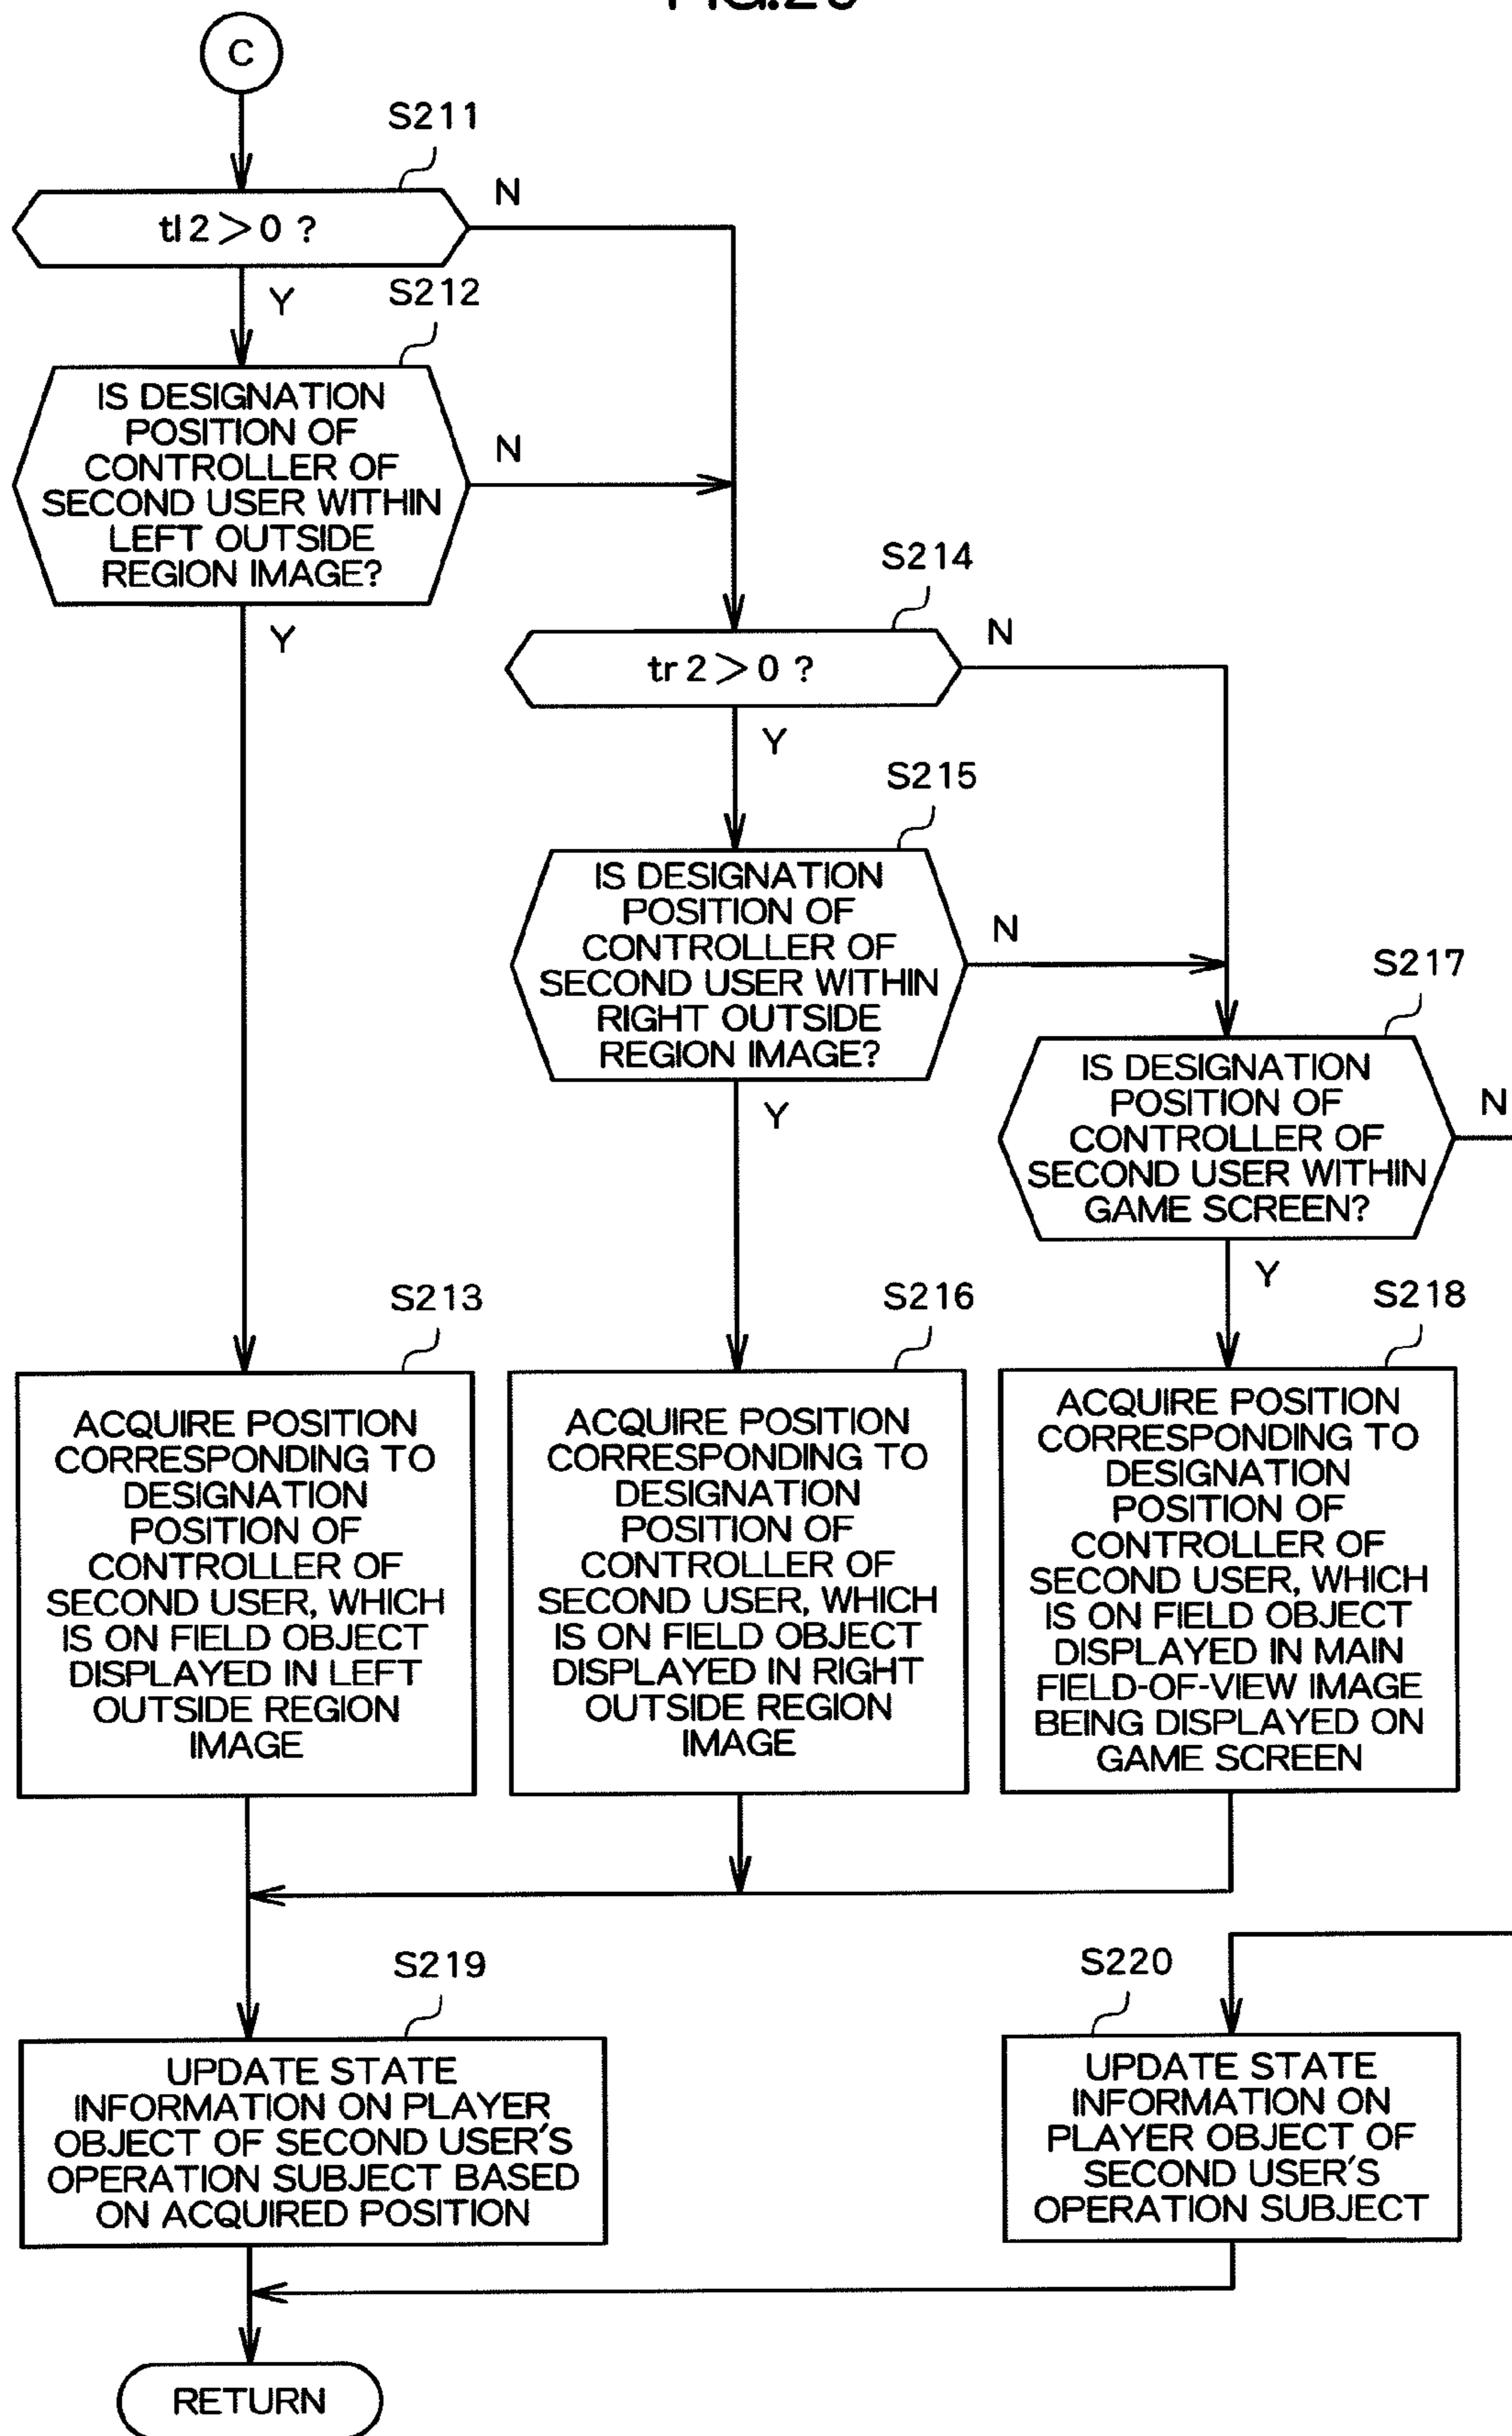 C
S211
tl2>0 ?
N
Y
S212
IS DESIGNATION
POSITION OF
CONTROLLER OF
SECOND USER WITHIN
LEFT OUTSIDE
REGION IMAGE?
N
Y
S214
tr2>0 ?
N
Y
S215
IS DESIGNATION
POSITION OF
CONTROLLER OF
SECOND USER WITHIN
RIGHT OUTSIDE
REGION IMAGE?
N
Y
S217
IS DESIGNATION
POSITION OF
CONTROLLER OF
SECOND USER WITHIN
GAME SCREEN?
N
Y
S213
ACQUIRE POSITION
CORRESPONDING TO
DESIGNATION
POSITION OF
CONTROLLER OF
SECOND USER, WHICH
IS ON FIELD OBJECT
DISPLAYED IN LEFT
OUTSIDE REGION
IMAGE
S216
ACQUIRE POSITION
CORRESPONDING TO
DESIGNATION
POSITION OF
CONTROLLER OF
SECOND USER, WHICH
IS ON FIELD OBJECT
DISPLAYED IN RIGHT
OUTSIDE REGION
IMAGE
S218
ACQUIRE POSITION
CORRESPONDING TO
DESIGNATION
POSITION OF
CONTROLLER OF
SECOND USER, WHICH
IS ON FIELD OBJECT
DISPLAYED IN MAIN
FIELD-OF-VIEW IMAGE
BEING DISPLAYED ON
GAME SCREEN
S219
UPDATE STATE
INFORMATION ON PLAYER
OBJECT OF SECOND USER'S
OPERATION SUBJECT BASED
ON ACQUIRED POSITION
S220
UPDATE STATE
INFORMATION ON
PLAYER OBJECT OF
SECOND USER'S
OPERATION SUBJECT
RETURN